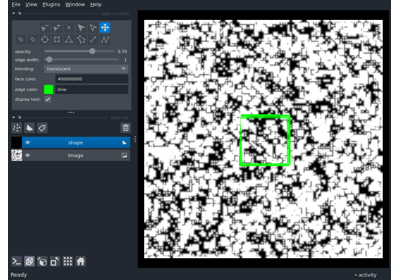 File View Plugins Window Help
opacity: 0.70
edge width: 1
blending: translucent
face color: #00000000
edge color: lime
display text: ✓
shape
image
Ready
activity